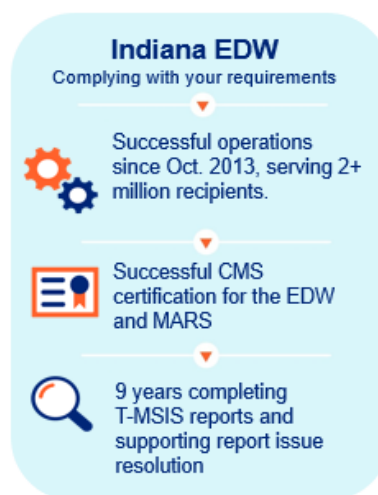 Indiana EDW
Complying with your requirements
Successful operations
since Oct. 2013, serving 2+
million recipients.
Successful CMS
certification for the EDW
and MARS
9 years completing
T-MSIS reports and
supporting report issue
resolution